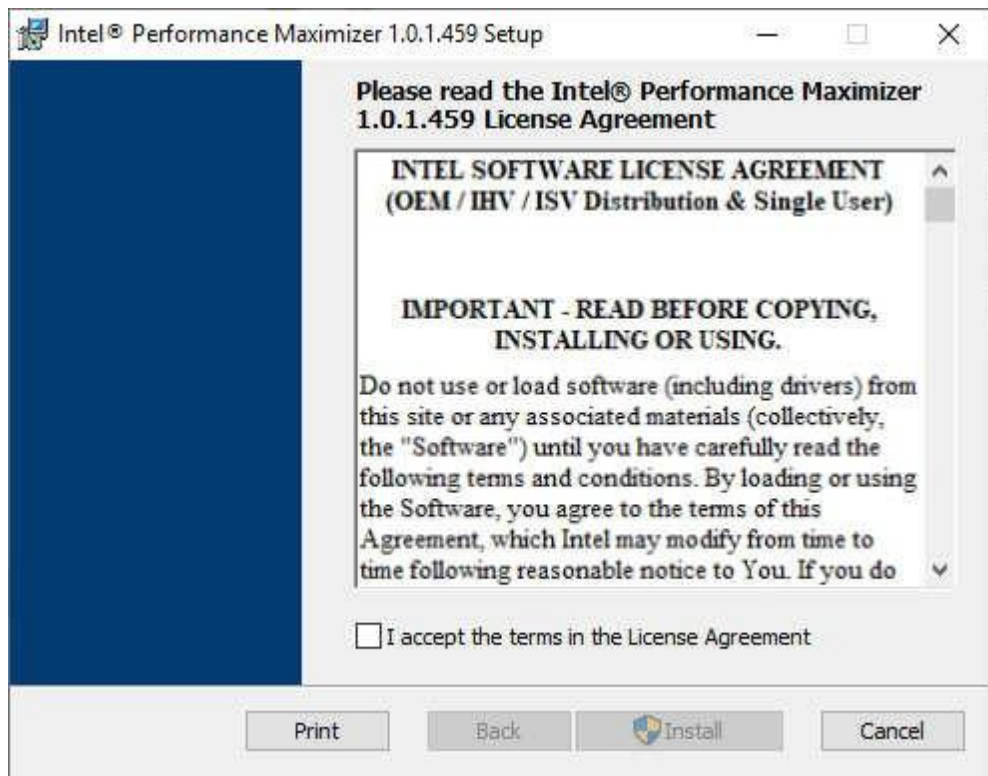 Intel® Performance Maximizer 1.0.1.459 Setup
Please read the Intel® Performance Maximizer
1.0.1.459 License Agreement
INTEL SOFTWARE LICENSE AGREEMENT
(OEM / IHV / ISV Distribution & Single User)
IMPORTANT - READ BEFORE COPYING,
INSTALLING OR USING.
Do not use or load software (including drivers) from
this site or any associated materials (collectively,
the "Software") until you have carefully read the
following terms and conditions. By loading or using
the Software, you agree to the terms of this
Agreement, which Intel may modify from time to
time following reasonable notice to You. If you do
I accept the terms in the License Agreement
Print Back Install Cancel